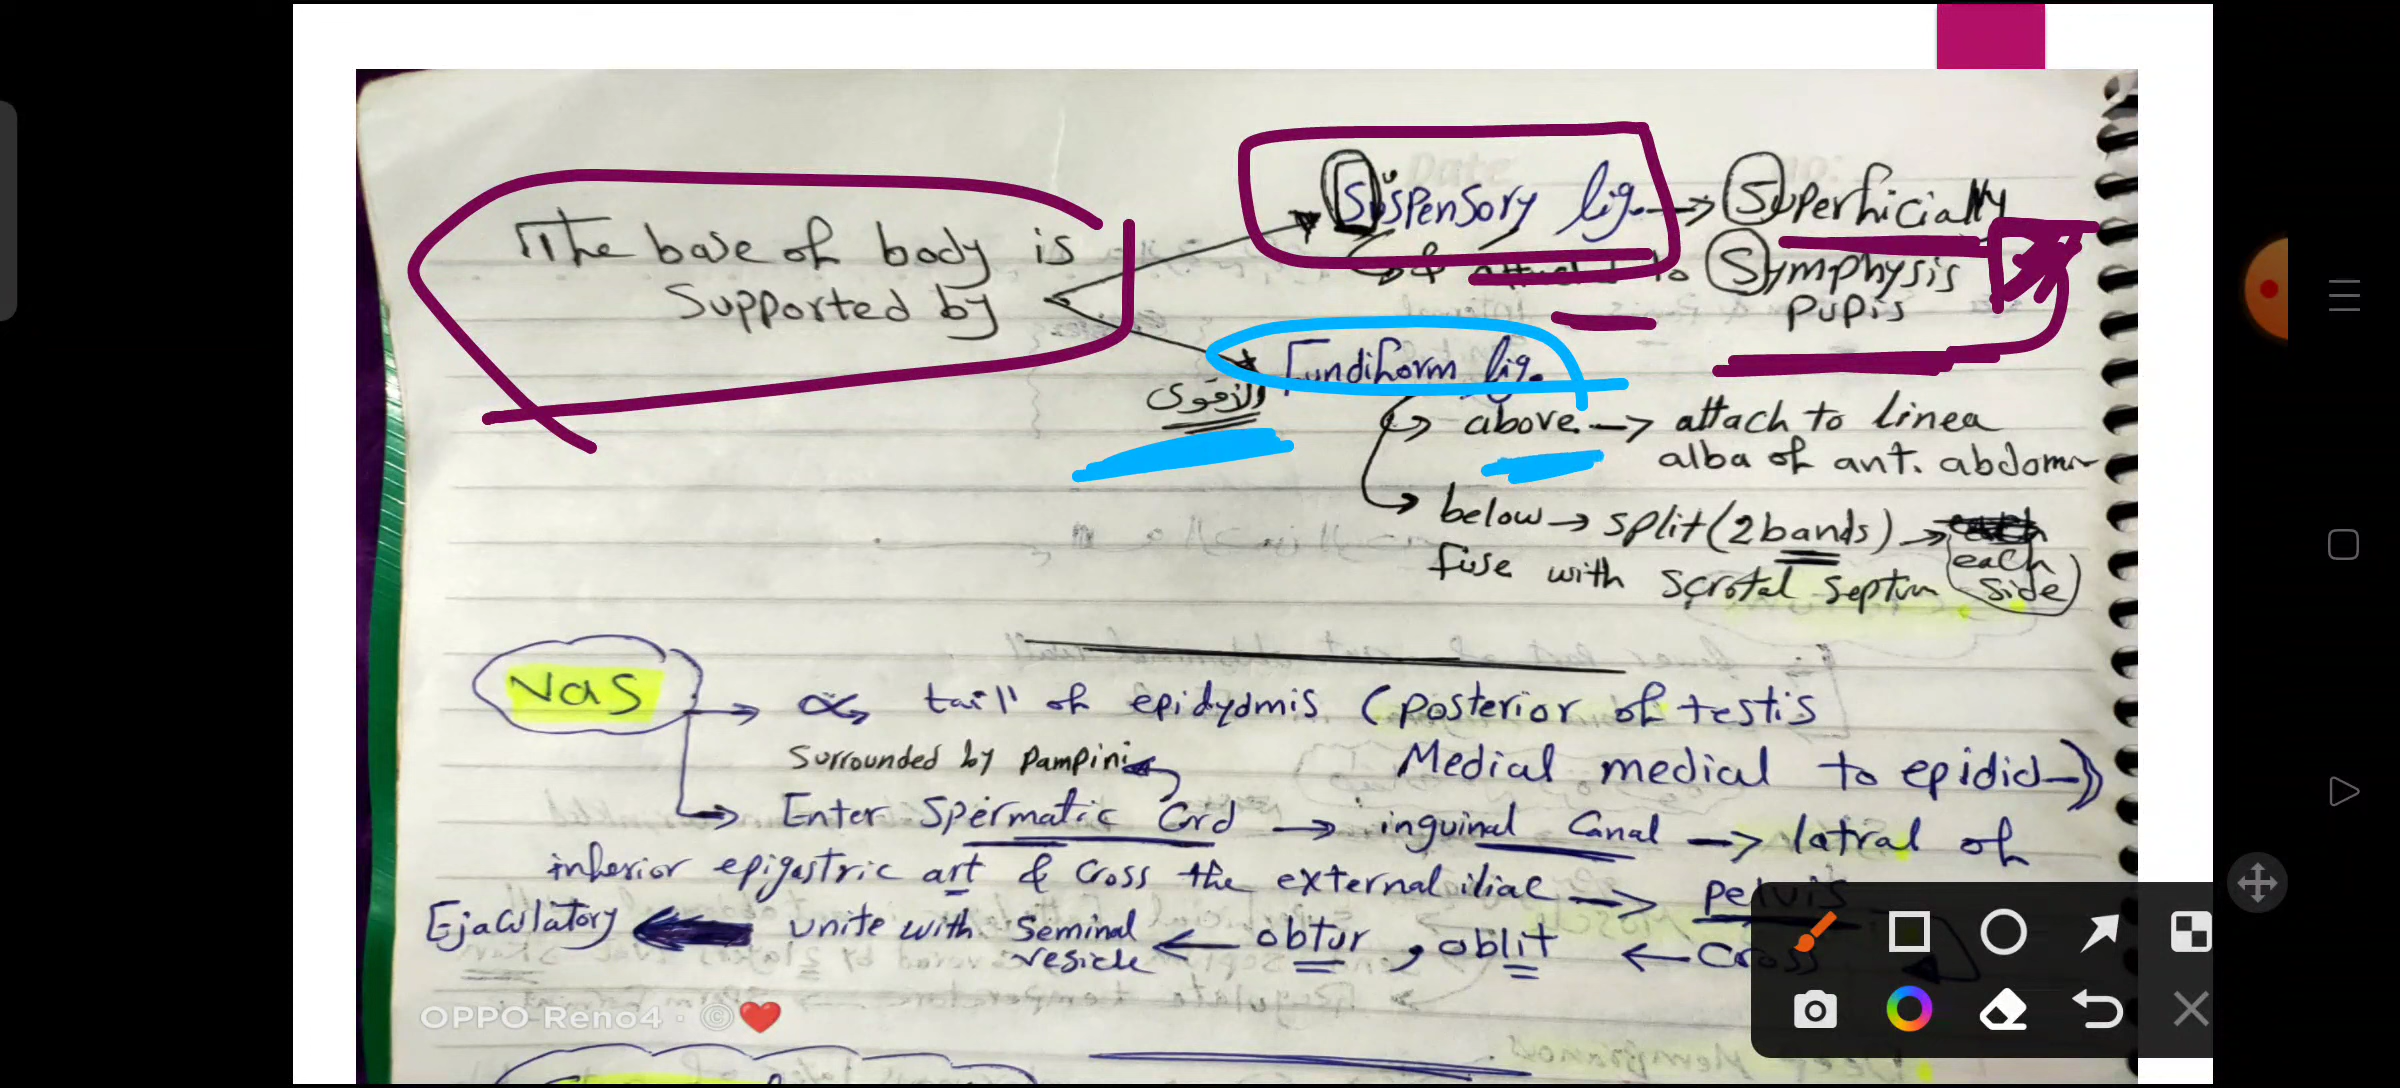 The base of body is
Supported by
Suspensory lig. → Superficially
& attach to Symphysis
pupis
Fundiform lig.
الأقوى
above → attach to linea
alba of ant. abdom
below → split (2 bands) → each side
fuse with scrotal septum
Vas
→ tail of epidydmis (posterior of testis
Medial medial to epidid
Surrounded by pampini
→ Enter Spermatic Cord → inguinal Canal → latral of
inferior epigastric art & Cross the external iliac → pelvis
Ejaculatory ← unite with Seminal vesicle ← obtur, oblit ← Cross
OPPO Reno4 · ©❤